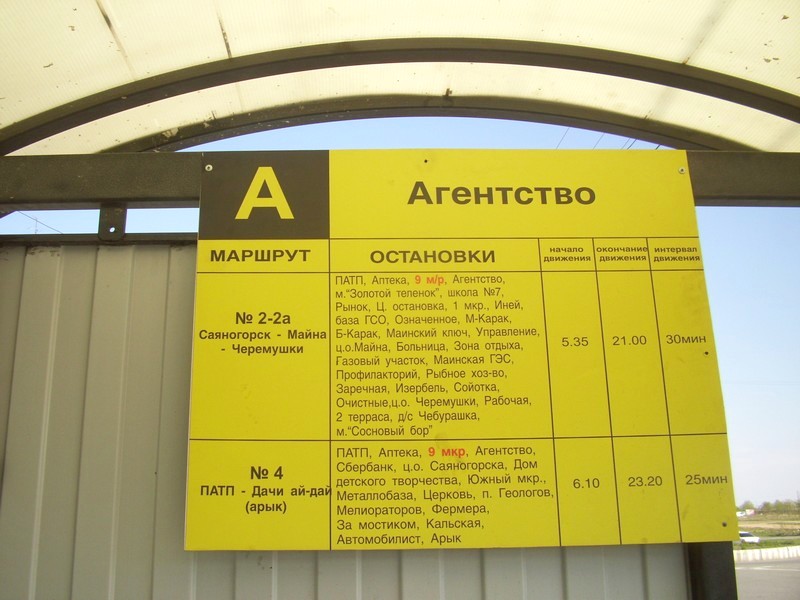 А
Агентство
МАРШРУТ
ОСТАНОВКИ
начало движения
окончание движения
интервал движения
№ 2-2а
Саяногорск - Майна
- Черемушки
ПАТП, Аптека, 9 м/р, Агентство,
м."Золотой теленок", школа №7,
Рынок, Ц. остановка, 1 мкр., Иней,
база ГСО, Означенное, М-Карак,
Б-Карак, Маинский ключ, Управление,
ц.о.Майна, Больница, Зона отдыха,
Газовый участок, Маинская ГЭС,
Профилакторий, Рыбное хоз-во,
Заречная, Изербель, Сойотка,
Очистные,ц.о. Черемушки, Рабочая,
2 терраса, д/с Чебурашка,
м."Сосновый бор"
5.35
21.00
30мин
№ 4
ПАТП - Дачи ай-дай
(арык)
ПАТП, Аптека, 9 мкр, Агентство,
Сбербанк, ц.о. Саяногорска, Дом
детского творчества, Южный мкр.,
Металлобаза, Церковь, п. Геологов,
Мелиораторов, Фермера,
За мостиком, Кальская,
Автомобилист, Арык
6.10
23.20
25мин